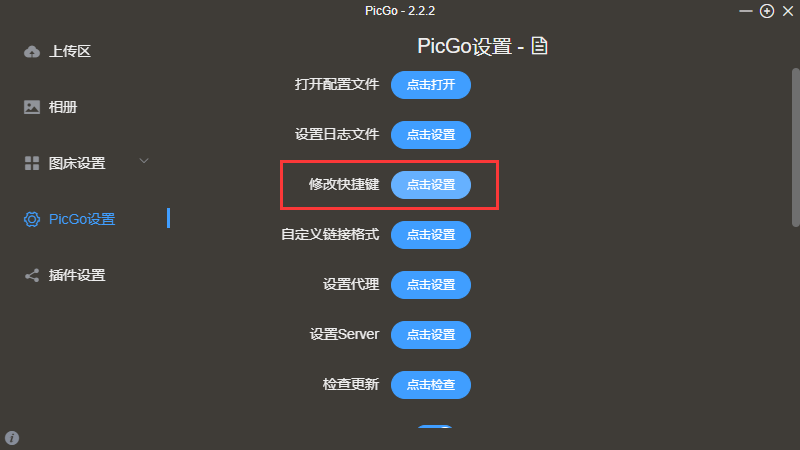 PicGo - 2.2.2
上传区
相册
图床设置
PicGo设置
插件设置
PicGo设置 -
打开配置文件 点击打开
设置日志文件 点击设置
修改快捷键 点击设置
自定义链接格式 点击设置
设置代理 点击设置
设置Server 点击设置
检查更新 点击检查